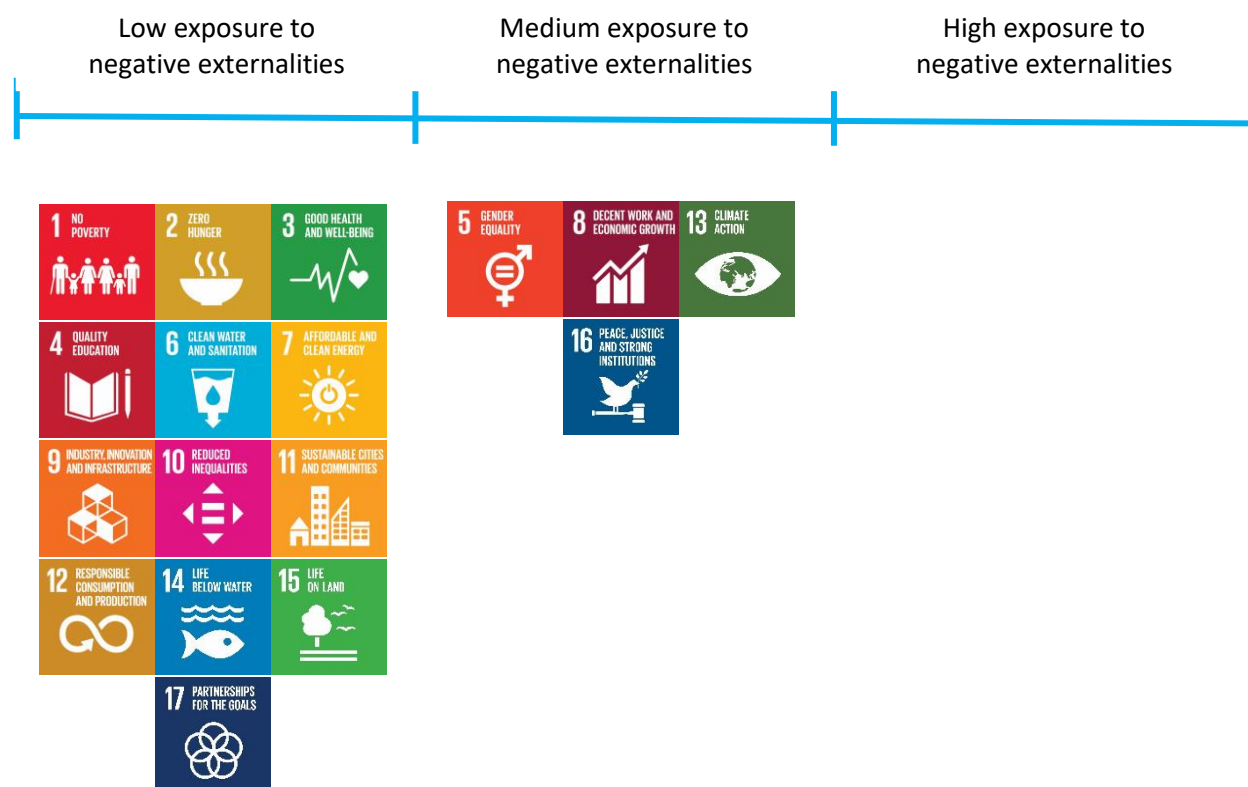 Low exposure to
negative externalities
Medium exposure to
negative externalities
High exposure to
negative externalities
1 NO
POVERTY
2 ZERO
HUNGER
3 GOOD HEALTH
AND WELL-BEING
4 QUALITY
EDUCATION
6 CLEAN WATER
AND SANITATION
7 AFFORDABLE AND
CLEAN ENERGY
9 INDUSTRY, INNOVATION
AND INFRASTRUCTURE
10 REDUCED
INEQUALITIES
11 SUSTAINABLE CITIES
AND COMMUNITIES
12 RESPONSIBLE
CONSUMPTION
AND PRODUCTION
14 LIFE
BELOW WATER
15 LIFE
ON LAND
17 PARTNERSHIPS
FOR THE GOALS
5 GENDER
EQUALITY
8 DECENT WORK AND
ECONOMIC GROWTH
13 CLIMATE
ACTION
16 PEACE, JUSTICE
AND STRONG
INSTITUTIONS